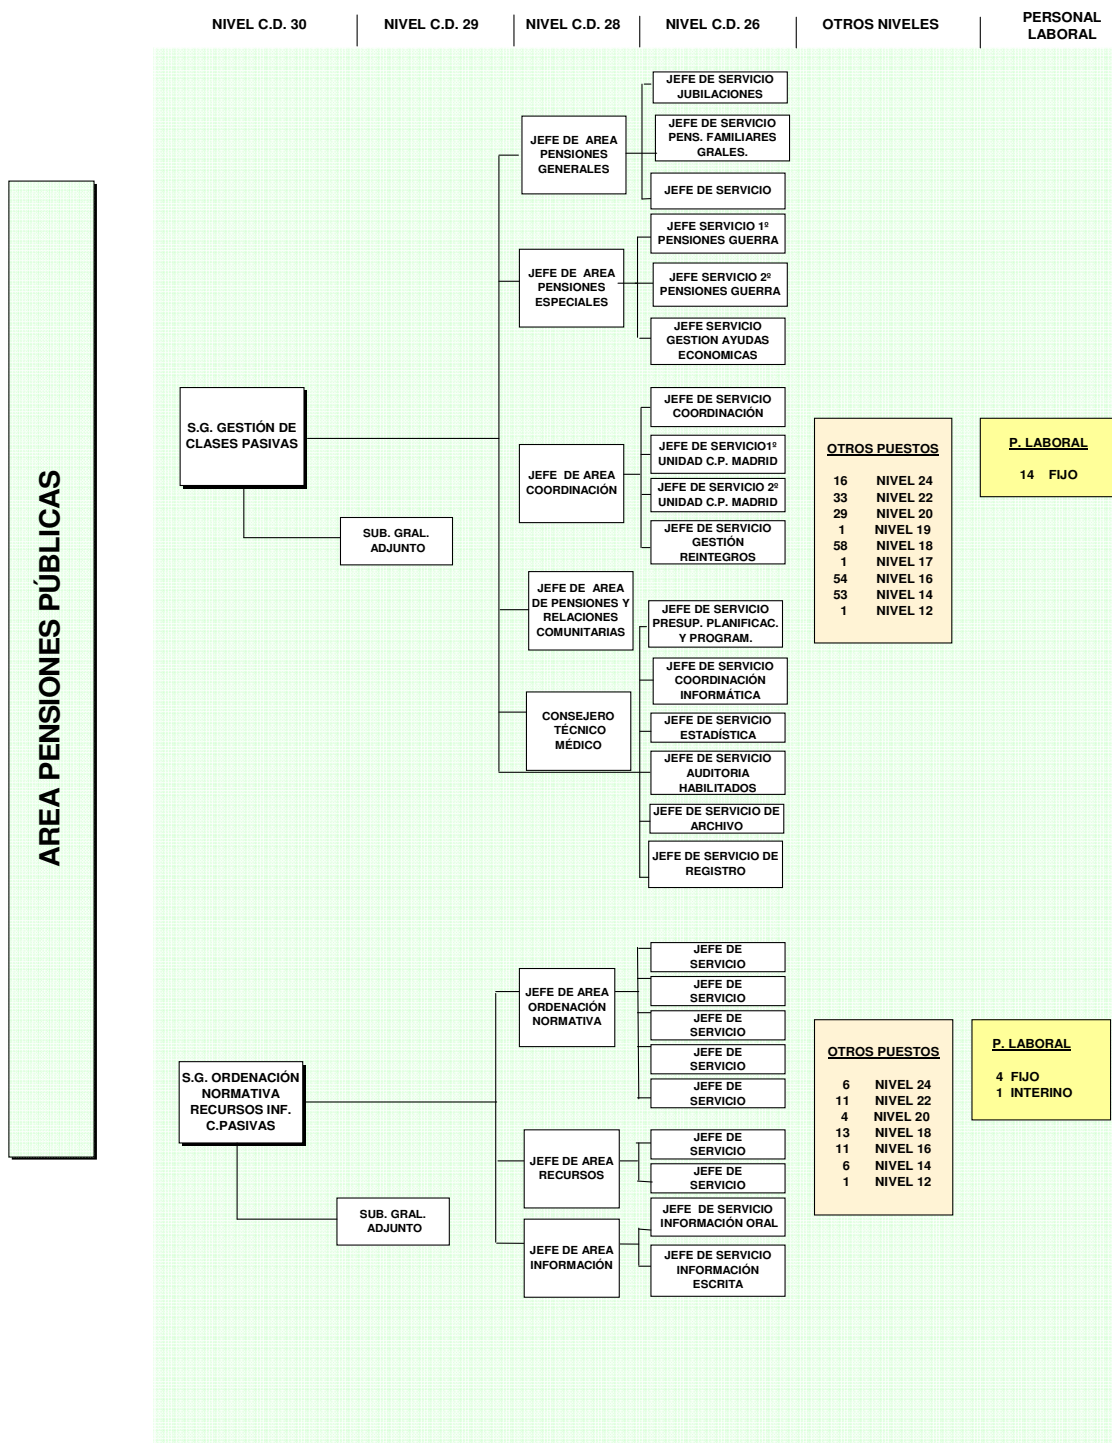 NIVEL C.D. 30
NIVEL C.D. 29
NIVEL C.D. 28
NIVEL C.D. 26
OTROS NIVELES
PERSONAL
LABORAL
AREA PENSIONES PÚBLICAS
S.G. GESTIÓN DE
CLASES PASIVAS
SUB. GRAL.
ADJUNTO
JEFE DE AREA
PENSIONES
GENERALES
JEFE DE SERVICIO
JUBILACIONES
JEFE DE SERVICIO
PENS. FAMILIARES
GRALES.
JEFE DE SERVICIO
JEFE DE AREA
PENSIONES
ESPECIALES
JEFE SERVICIO 1º
PENSIONES GUERRA
JEFE SERVICIO 2º
PENSIONES GUERRA
JEFE SERVICIO
GESTION AYUDAS
ECONOMICAS
JEFE DE AREA
COORDINACIÓN
JEFE DE SERVICIO
COORDINACIÓN
JEFE DE SERVICIO1º
UNIDAD C.P. MADRID
JEFE DE SERVICIO 2º
UNIDAD C.P. MADRID
JEFE DE SERVICIO
GESTIÓN
REINTEGROS
JEFE DE AREA
DE PENSIONES Y
RELACIONES
COMUNITARIAS
CONSEJERO
TÉCNICO
MÉDICO
JEFE DE SERVICIO
PRESUP. PLANIFICAC.
Y PROGRAM.
JEFE DE SERVICIO
COORDINACIÓN
INFORMÁTICA
JEFE DE SERVICIO
ESTADÍSTICA
JEFE DE SERVICIO
AUDITORIA
HABILITADOS
JEFE DE SERVICIO DE
ARCHIVO
JEFE DE SERVICIO DE
REGISTRO
OTROS PUESTOS
16 NIVEL 24
33 NIVEL 22
29 NIVEL 20
1 NIVEL 19
58 NIVEL 18
1 NIVEL 17
54 NIVEL 16
53 NIVEL 14
1 NIVEL 12
P. LABORAL
14 FIJO
S.G. ORDENACIÓN
NORMATIVA
RECURSOS INF.
C.PASIVAS
SUB. GRAL.
ADJUNTO
JEFE DE AREA
ORDENACIÓN
NORMATIVA
JEFE DE
SERVICIO
JEFE DE
SERVICIO
JEFE DE
SERVICIO
JEFE DE
SERVICIO
JEFE DE
SERVICIO
JEFE DE AREA
RECURSOS
JEFE DE
SERVICIO
JEFE DE
SERVICIO
JEFE DE AREA
INFORMACIÓN
JEFE DE SERVICIO
INFORMACIÓN ORAL
JEFE DE SERVICIO
INFORMACIÓN
ESCRITA
OTROS PUESTOS
6 NIVEL 24
11 NIVEL 22
4 NIVEL 20
13 NIVEL 18
11 NIVEL 16
6 NIVEL 14
1 NIVEL 12
P. LABORAL
4 FIJO
1 INTERINO